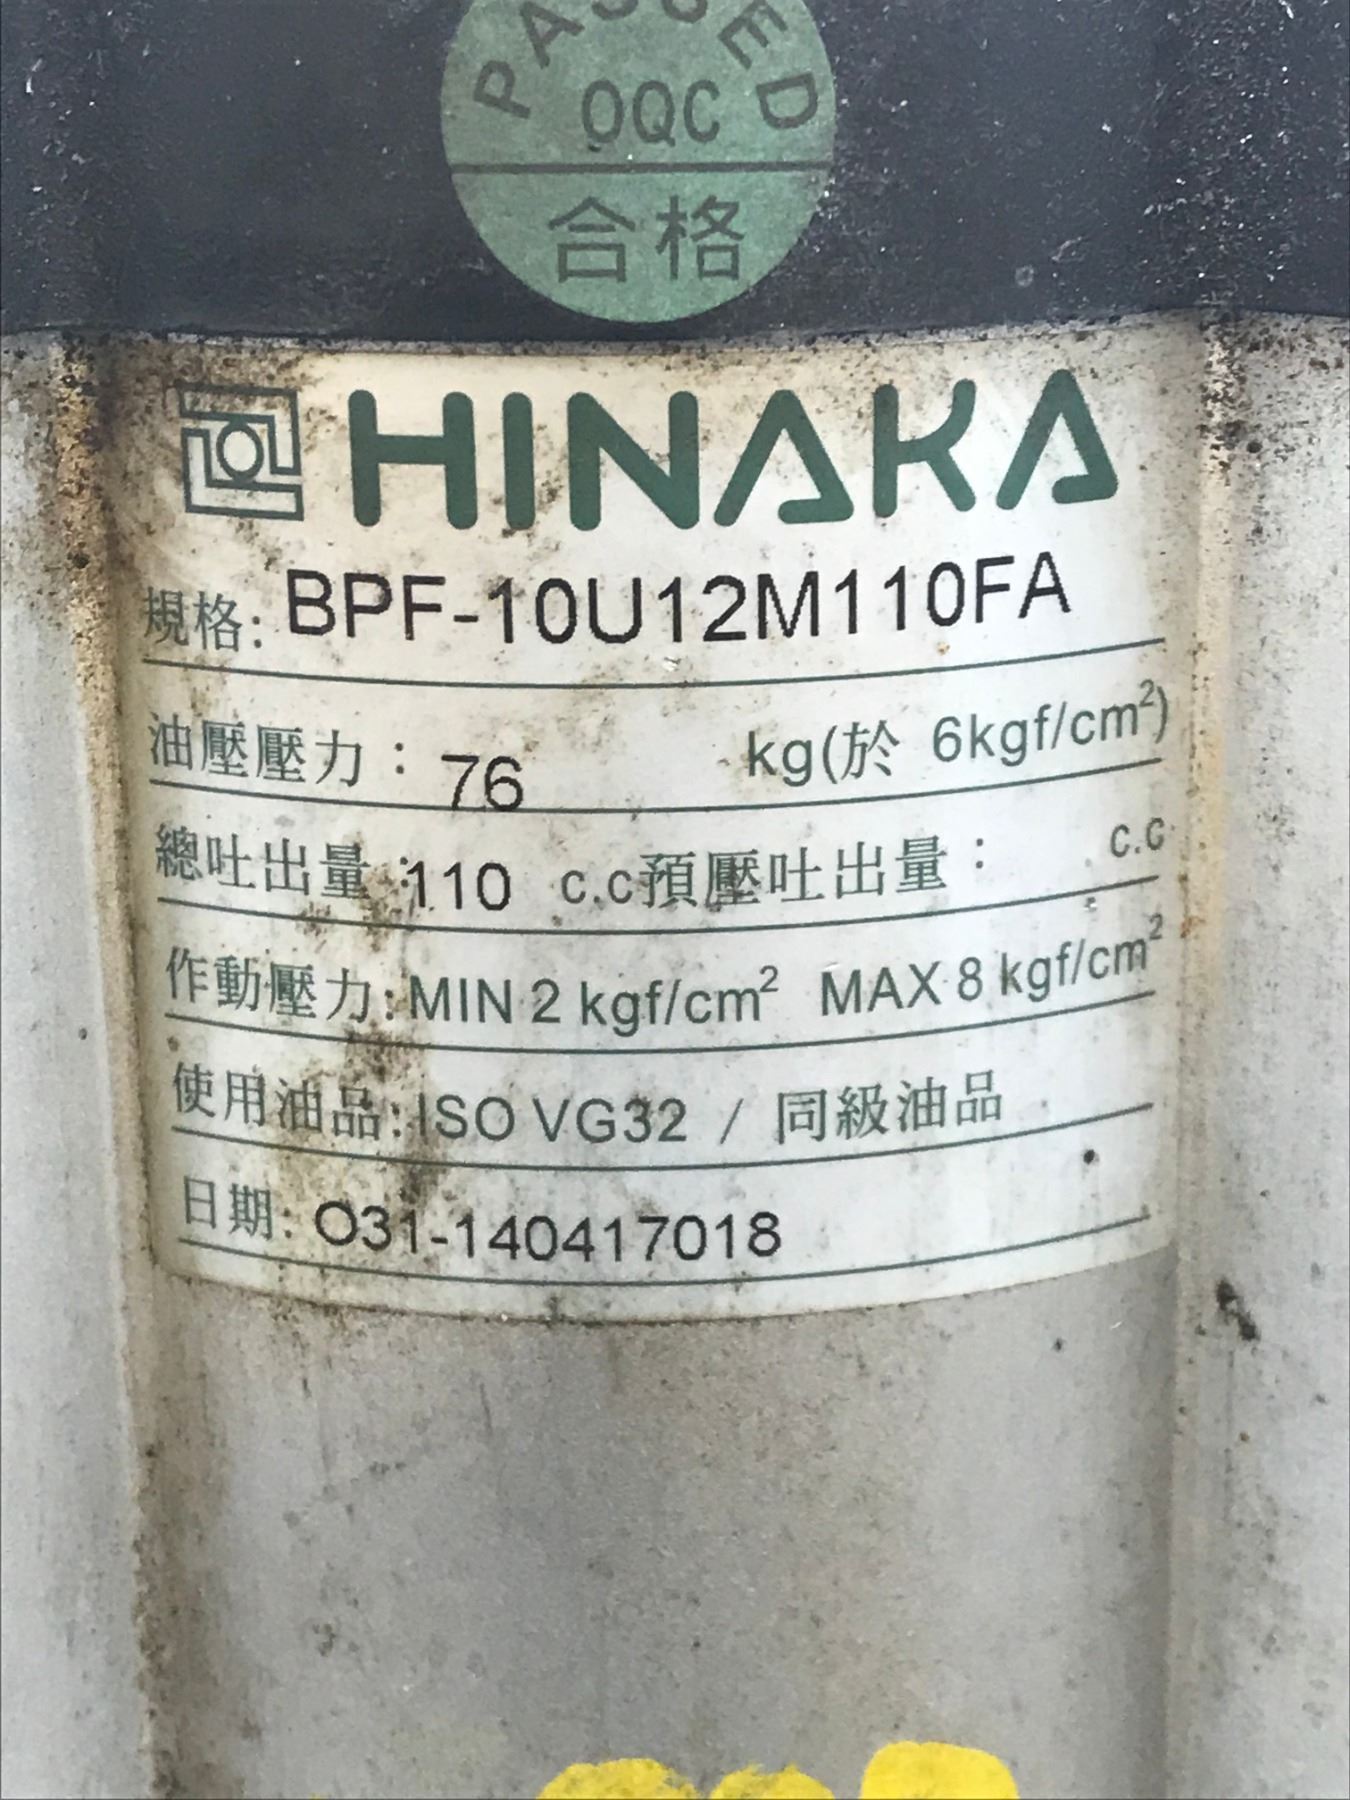 PASSED
OQC
合格
HINAKA
規格: BPF-10U12M110FA
油壓壓力: 76 kg(於 6kgf/cm²)
總吐出量: 110 c.c預壓吐出量: c.c
作動壓力: MIN 2 kgf/cm² MAX 8 kgf/cm²
使用油品: ISO VG32 / 同級油品
日期: O31-140417018